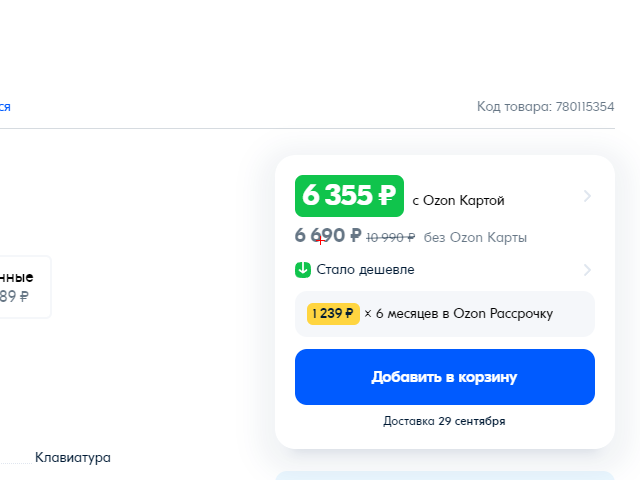 ся
Код товара: 780115354
6 355 ₽ с Ozon Картой
6 690 ₽ 10 990 ₽ без Ozon Карты
Стало дешевле
нные
89 ₽
1 239 ₽ × 6 месяцев в Ozon Рассрочку
Добавить в корзину
Доставка 29 сентября
Клавиатура